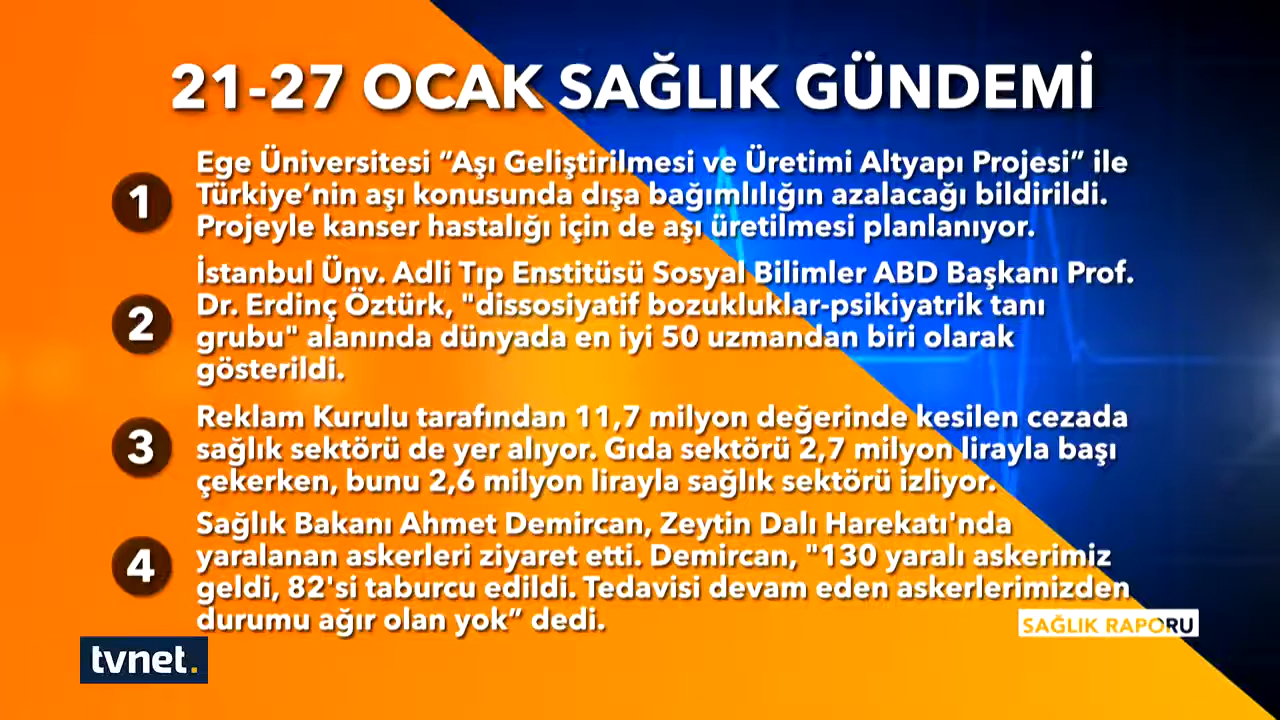 21-27 OCAK SAĞLIK GÜNDEMİ
1
Ege Üniversitesi “Aşı Geliştirilmesi ve Üretimi Altyapı Projesi” ile
Türkiye’nin aşı konusunda dışa bağımlılığın azalacağı bildirildi.
Projeyle kanser hastalığı için de aşı üretilmesi planlanıyor.
2
İstanbul Ünv. Adli Tıp Enstitüsü Sosyal Bilimler ABD Başkanı Prof.
Dr. Erdinç Öztürk, "dissosiyatif bozukluklar-psikiyatrik tanı
grubu" alanında dünyada en iyi 50 uzmandan biri olarak
gösterildi.
3
Reklam Kurulu tarafından 11,7 milyon değerinde kesilen cezada
sağlık sektörü de yer alıyor. Gıda sektörü 2,7 milyon lirayla başı
çekerken, bunu 2,6 milyon lirayla sağlık sektörü izliyor.
4
Sağlık Bakanı Ahmet Demircan, Zeytin Dalı Harekatı'nda
yaralanan askerleri ziyaret etti. Demircan, "130 yaralı askerimiz
geldi, 82'si taburcu edildi. Tedavisi devam eden askerlerimizden
durumu ağır olan yok” dedi.
SAĞLIK RAPORU
tvnet.